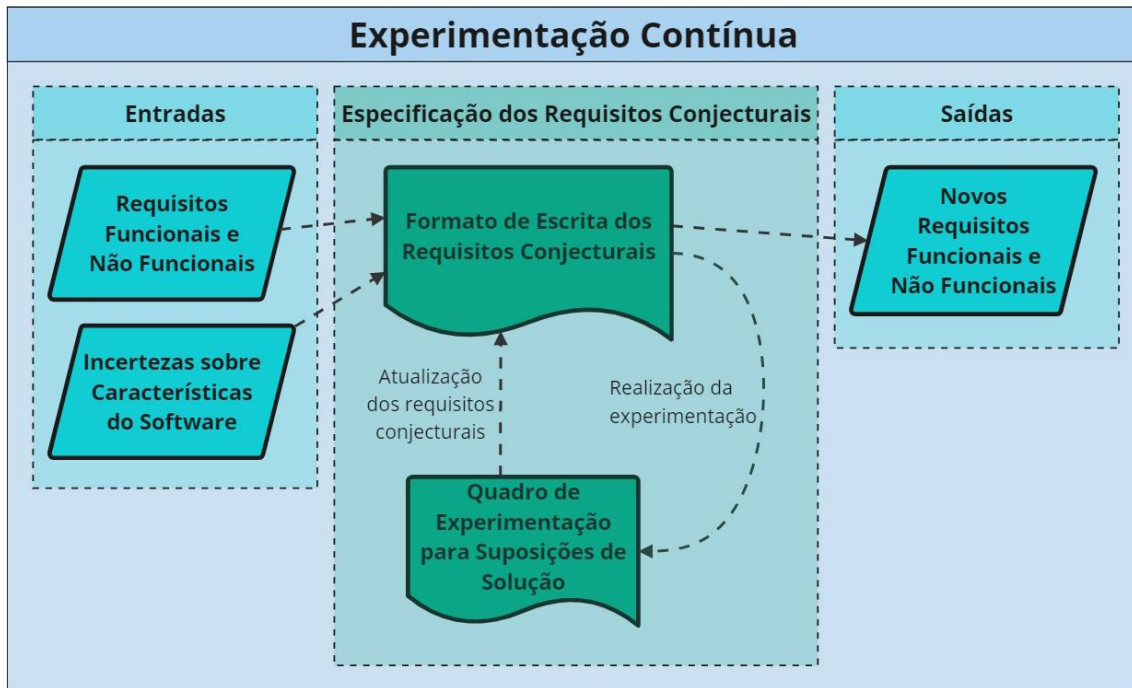 Experimentação Contínua
Entradas
Requisitos
Funcionais e
Não Funcionais
Incertezas sobre
Características
do Software
Especificação dos Requisitos Conjecturais
Formato de Escrita dos
Requisitos Conjecturais
Atualização
dos requisitos
conjecturais
Realização da
experimentação
Quadro de
Experimentação
para Suposições de
Solução
Saídas
Novos
Requisitos
Funcionais e
Não Funcionais